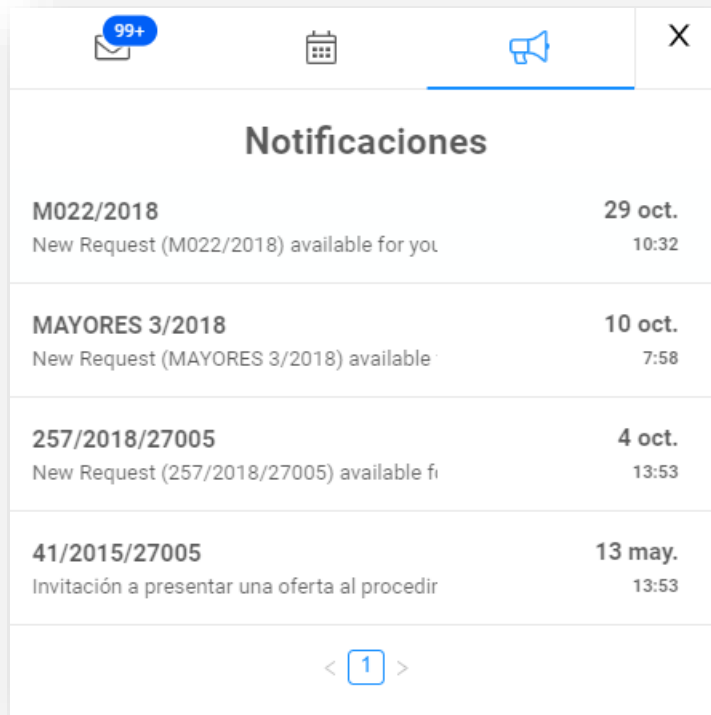 99+
X
Notificaciones
M022/2018
29 oct.
New Request (M022/2018) available for you
10:32
MAYORES 3/2018
10 oct.
New Request (MAYORES 3/2018) available
7:58
257/2018/27005
4 oct.
New Request (257/2018/27005) available
13:53
41/2015/27005
13 may.
Invitación a presentar una oferta al
13:53
< 1 >